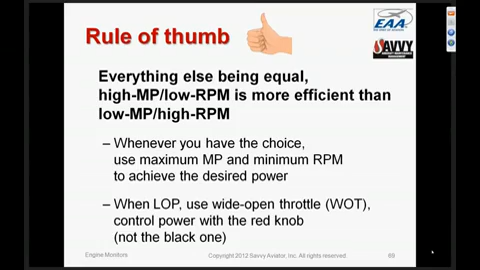 Rule of thumb
EAA
SAVVY
Everything else being equal,
high-MP/low-RPM is more efficient than
low-MP/high-RPM
– Whenever you have the choice,
use maximum MP and minimum RPM
to achieve the desired power
– When LOP, use wide-open throttle (WOT),
control power with the red knob
(not the black one)
Engine Monitors
Copyright 2012 Savvy Aviator, Inc. All rights reserved.
69